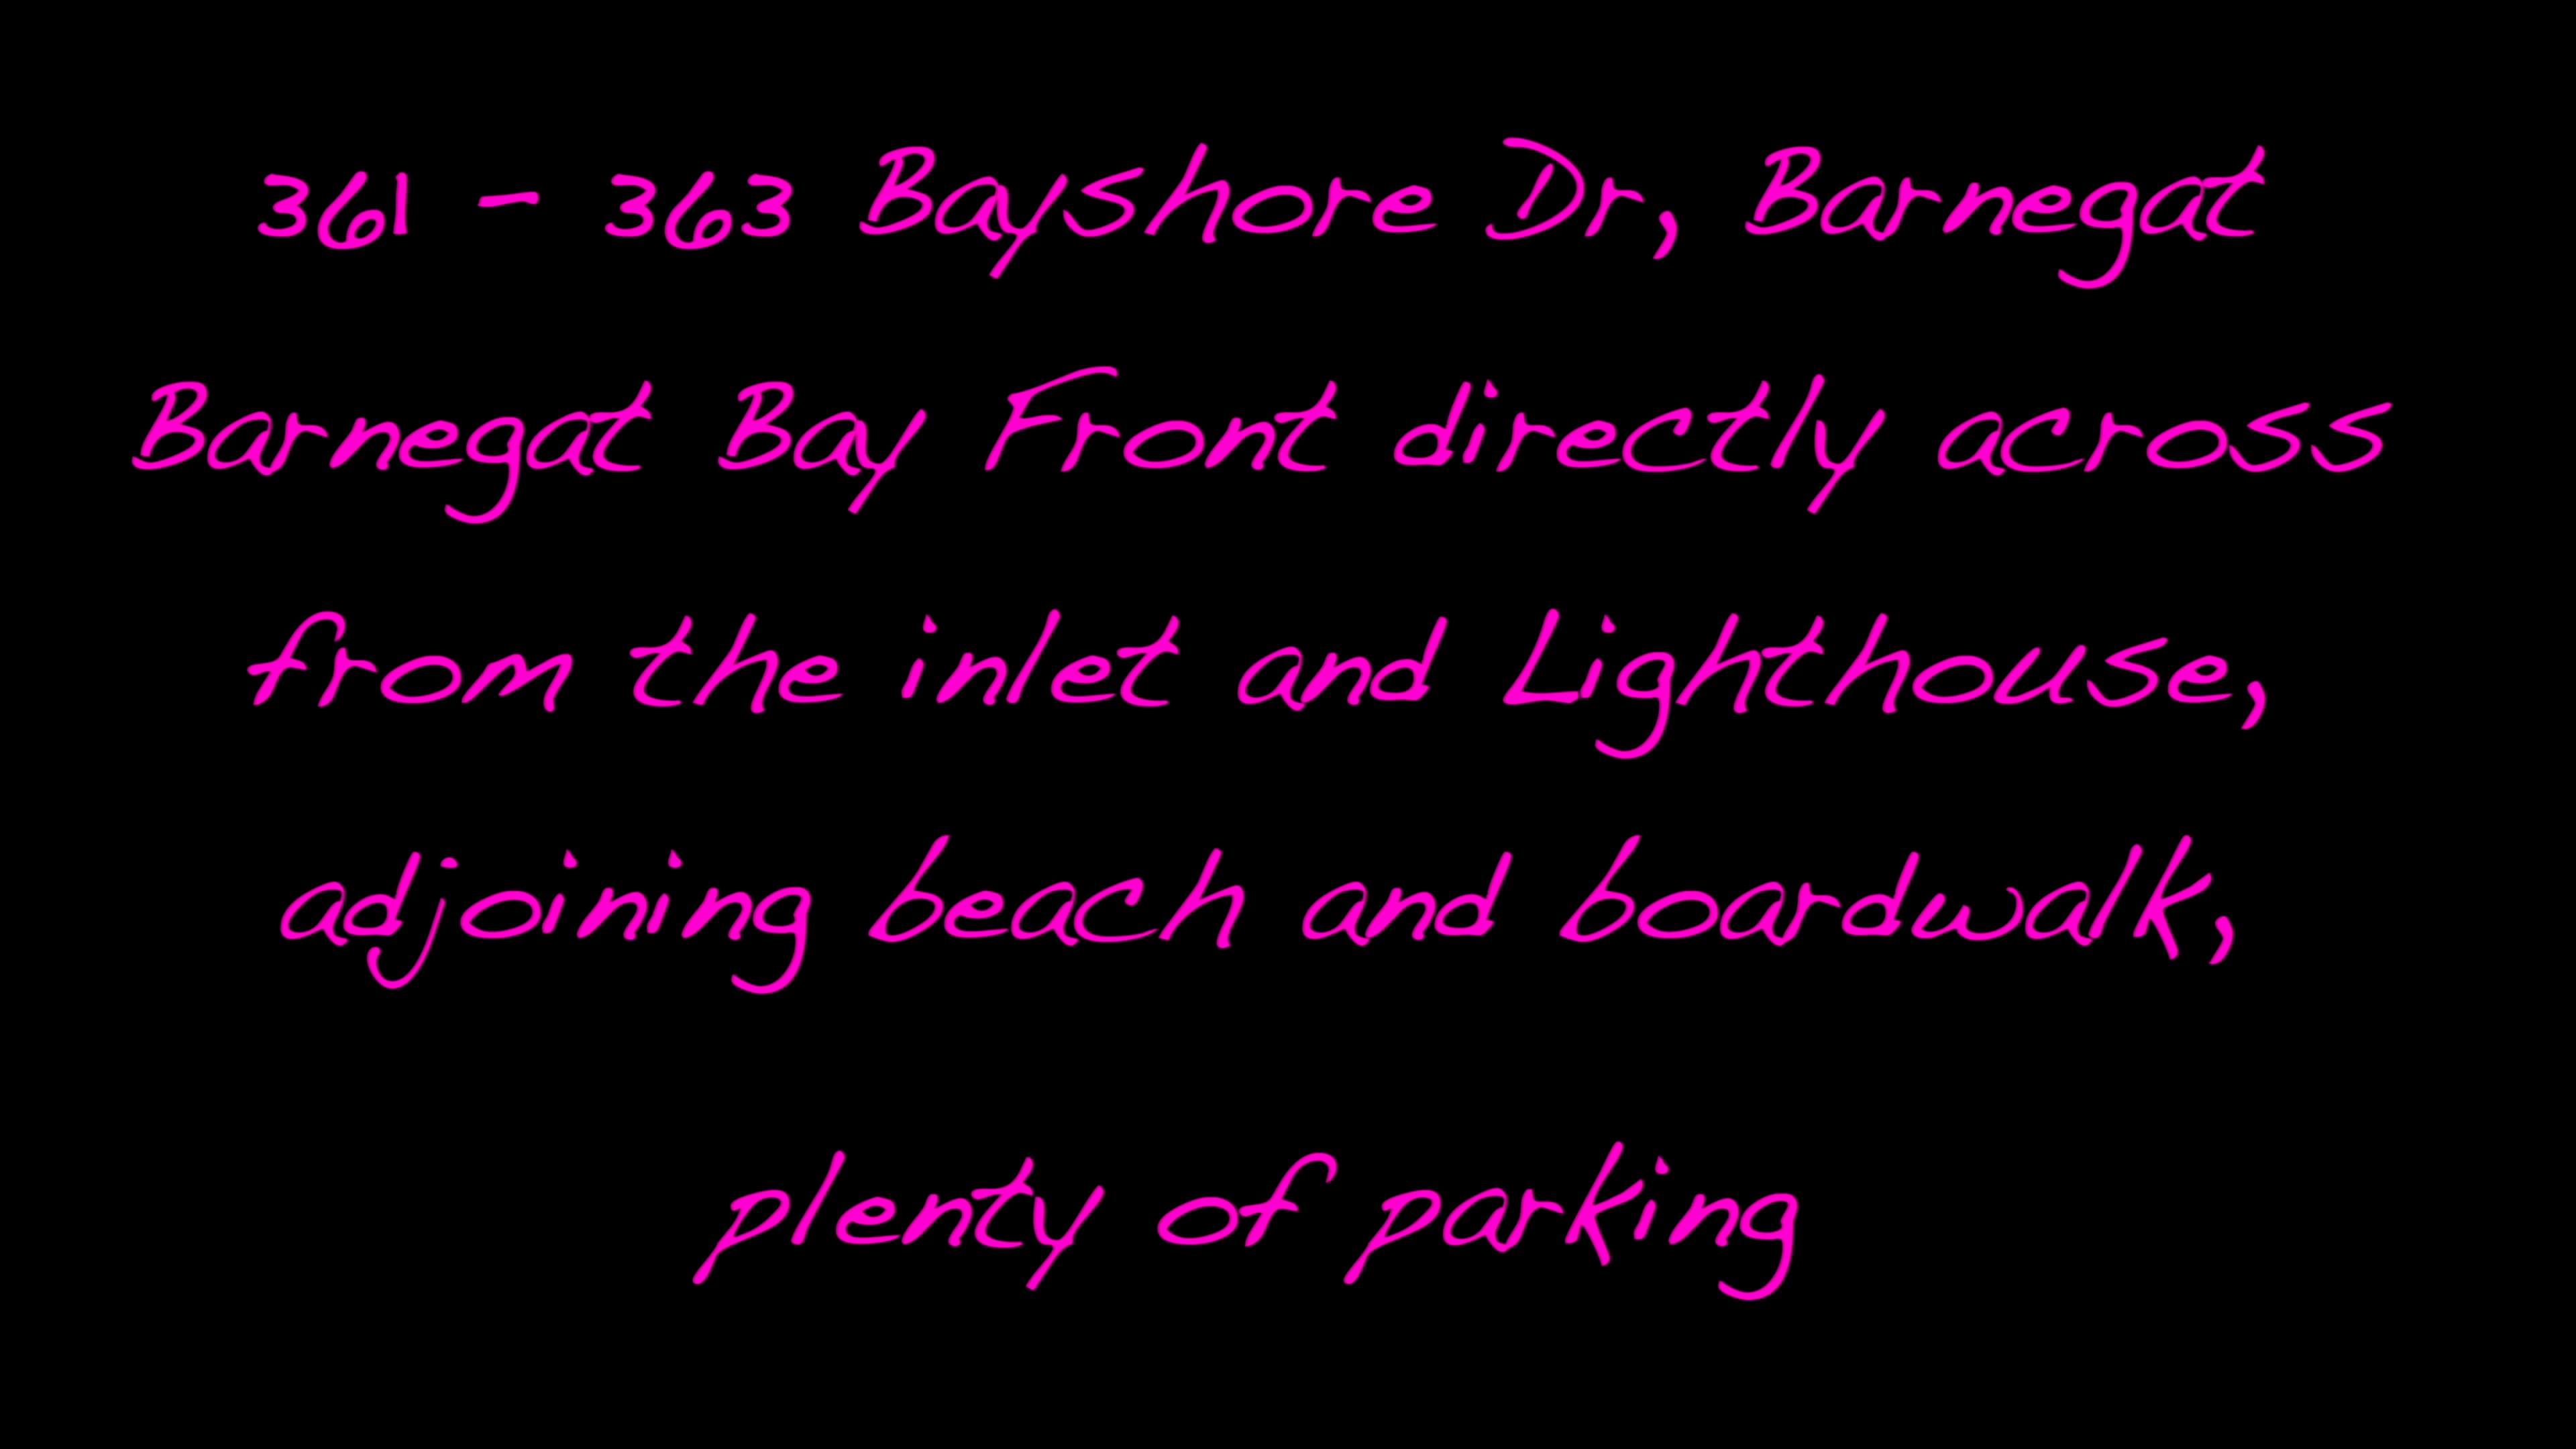 361 - 363 Bayshore Dr, Barnegat
Barnegat Bay Front directly across
from the inlet and Lighthouse,
adjoining beach and boardwalk,
plenty of parking